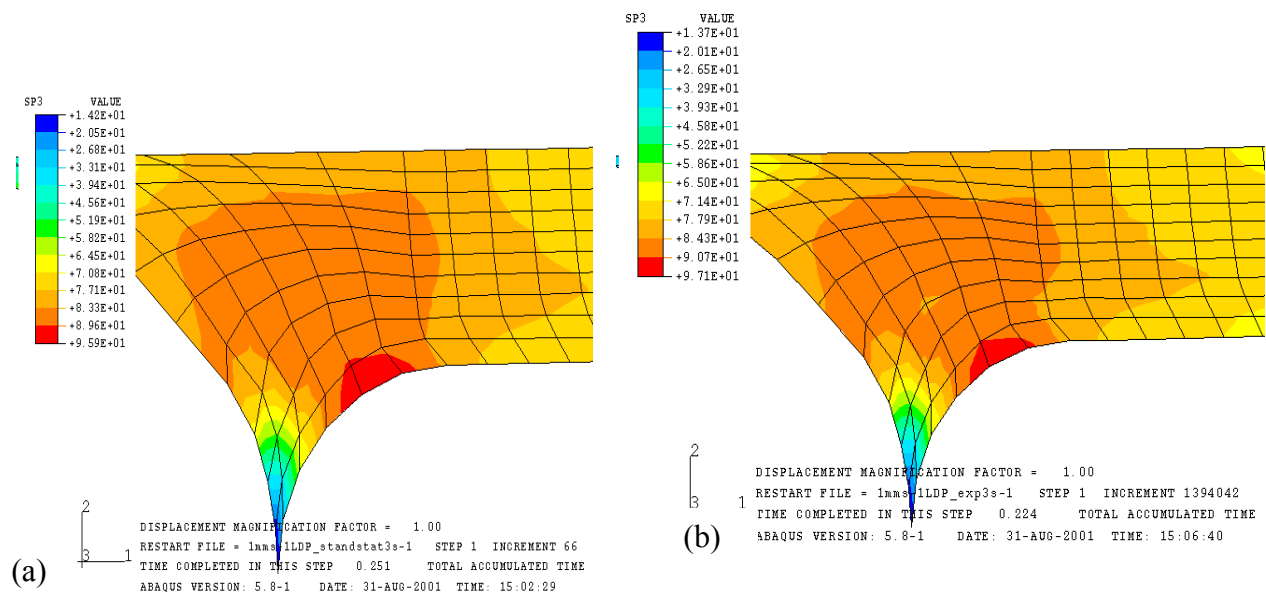 SP3 VALUE
+1.42E+01
+2.05E+01
+2.68E+01
+3.31E+01
+3.94E+01
+4.56E+01
+5.19E+01
+5.82E+01
+6.45E+01
+7.08E+01
+7.71E+01
+8.33E+01
+8.96E+01
+9.59E+01
2
3 1
DISPLACEMENT MAGNIFICATION FACTOR = 1.00
RESTART FILE = 1mms-1LDP_standstat3s-1 STEP 1 INCREMENT 66
TIME COMPLETED IN THIS STEP 0.251 TOTAL ACCUMULATED TIME
ABAQUS VERSION: 5.8-1 DATE: 31-AUG-2001 TIME: 15:02:29
(a)
SP3 VALUE
+1.37E+01
+2.01E+01
+2.65E+01
+3.29E+01
+3.93E+01
+4.58E+01
+5.22E+01
+5.86E+01
+6.50E+01
+7.14E+01
+7.79E+01
+8.43E+01
+9.07E+01
+9.71E+01
2
3 1
DISPLACEMENT MAGNIFICATION FACTOR = 1.00
RESTART FILE = 1mms-1LDP_exp3s-1 STEP 1 INCREMENT 1394042
TIME COMPLETED IN THIS STEP 0.224 TOTAL ACCUMULATED TIME
ABAQUS VERSION: 5.8-1 DATE: 31-AUG-2001 TIME: 15:06:40
(b)